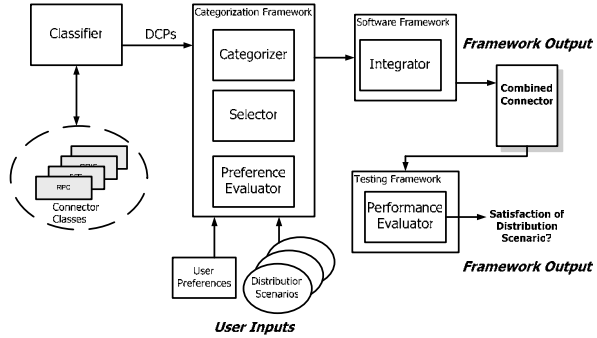 Classifier
DCPs
Categorization Framework
Categorizer
Selector
Preference
Evaluator
Software Framework
Integrator
Framework Output
Combined
Connector
RPC
Connector
Classes
Testing Framework
Performance
Evaluator
Satisfaction of
Distribution
Scenario?
Framework Output
User
Preferences
Distribution
Scenarios
User Inputs